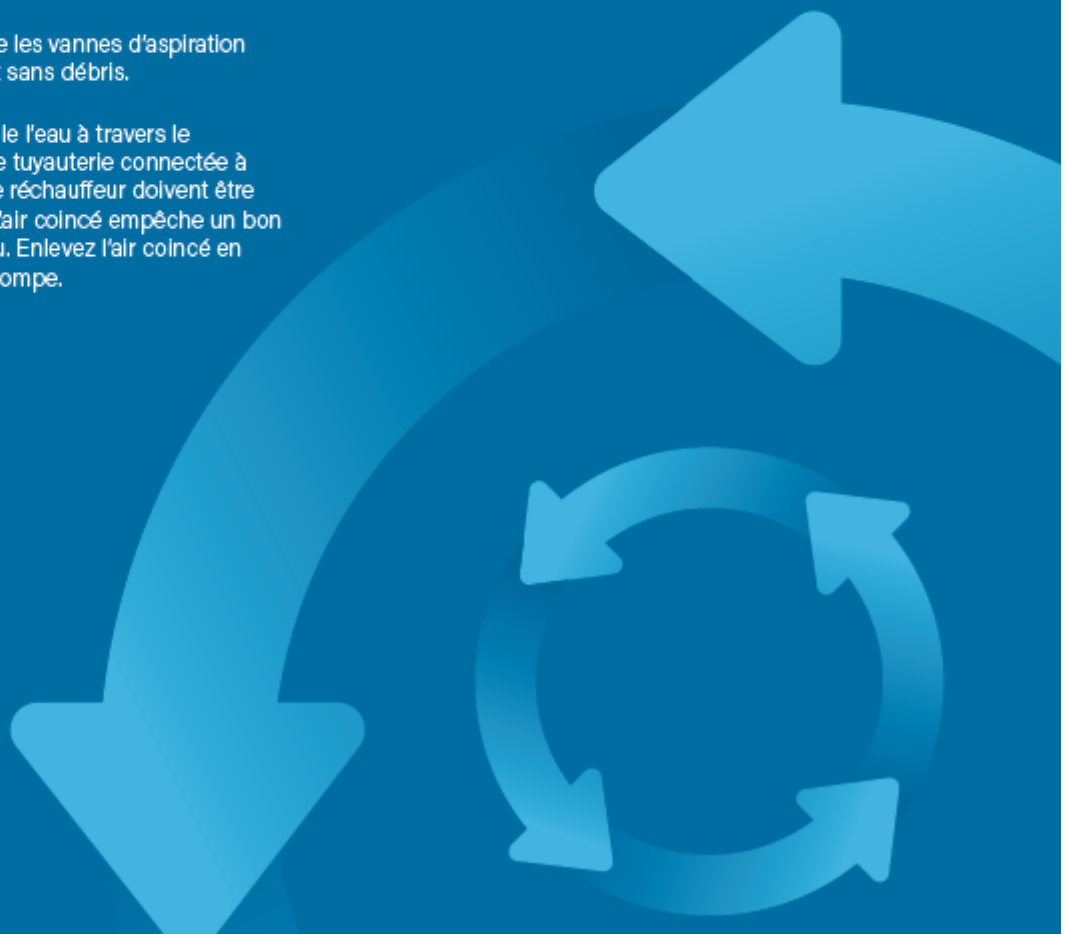 e les vannes d'aspiration
t sans débris.
le l'eau à travers le
e tuyauterie connectée à
e réchauffeur doivent être
L'air coincé empêche un bon
u. Enlevez l'air coincé en
ompe.